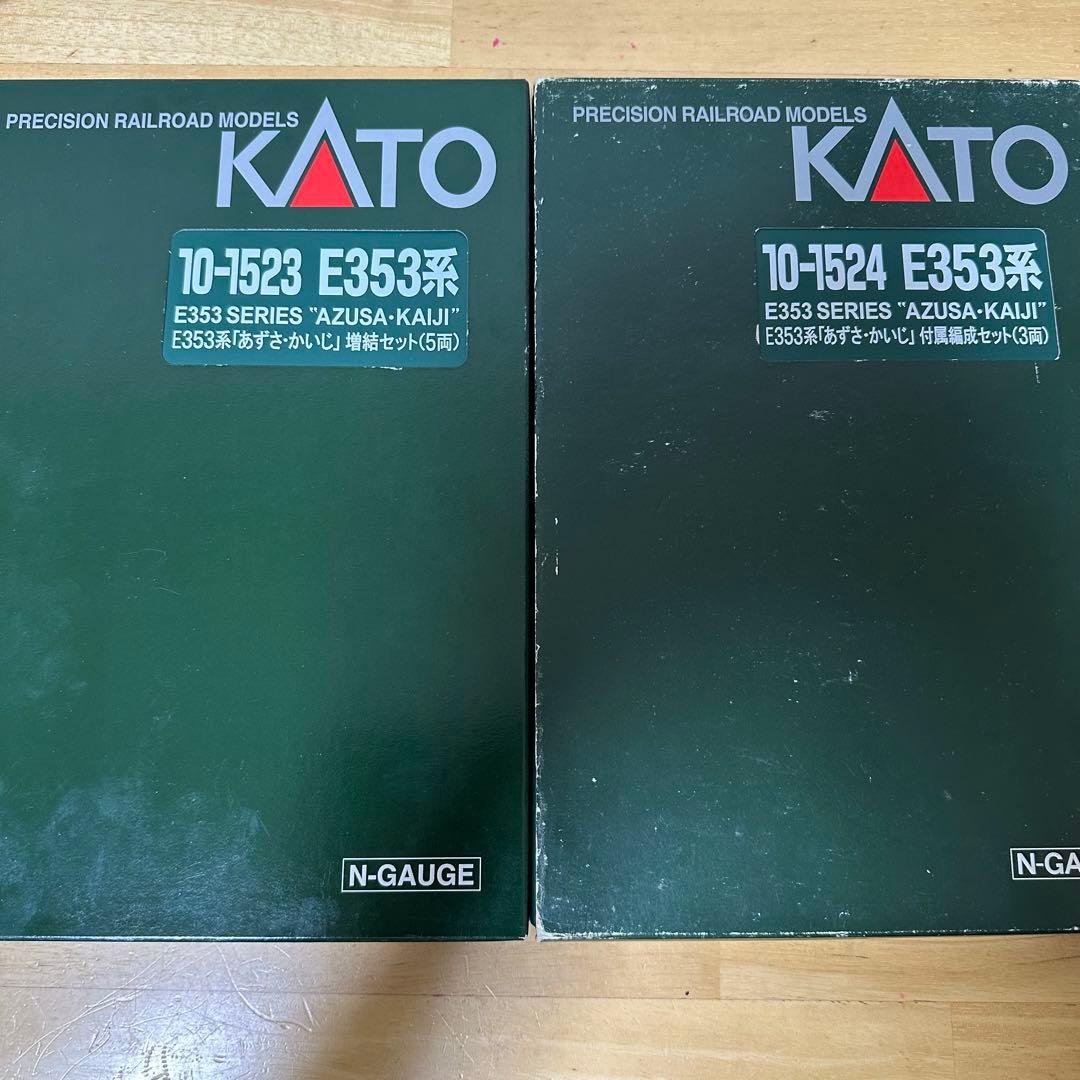 PRECISION RAILROAD MODELS
KATO
10-1523 E353系
E353 SERIES "AZUSA・KAIJI"
E353系「あずさ・かいじ」増結セット(5両)
N-GAUGE
PRECISION RAILROAD MODELS
KATO
10-1524 E353系
E353 SERIES "AZUSA・KAIJI"
E353系「あずさ・かいじ」付属編成セット(3両)
N-GA